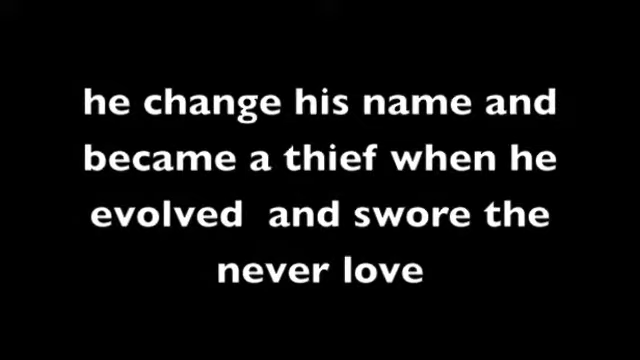 he change his name and
became a thief when he
evolved  and swore the
never love